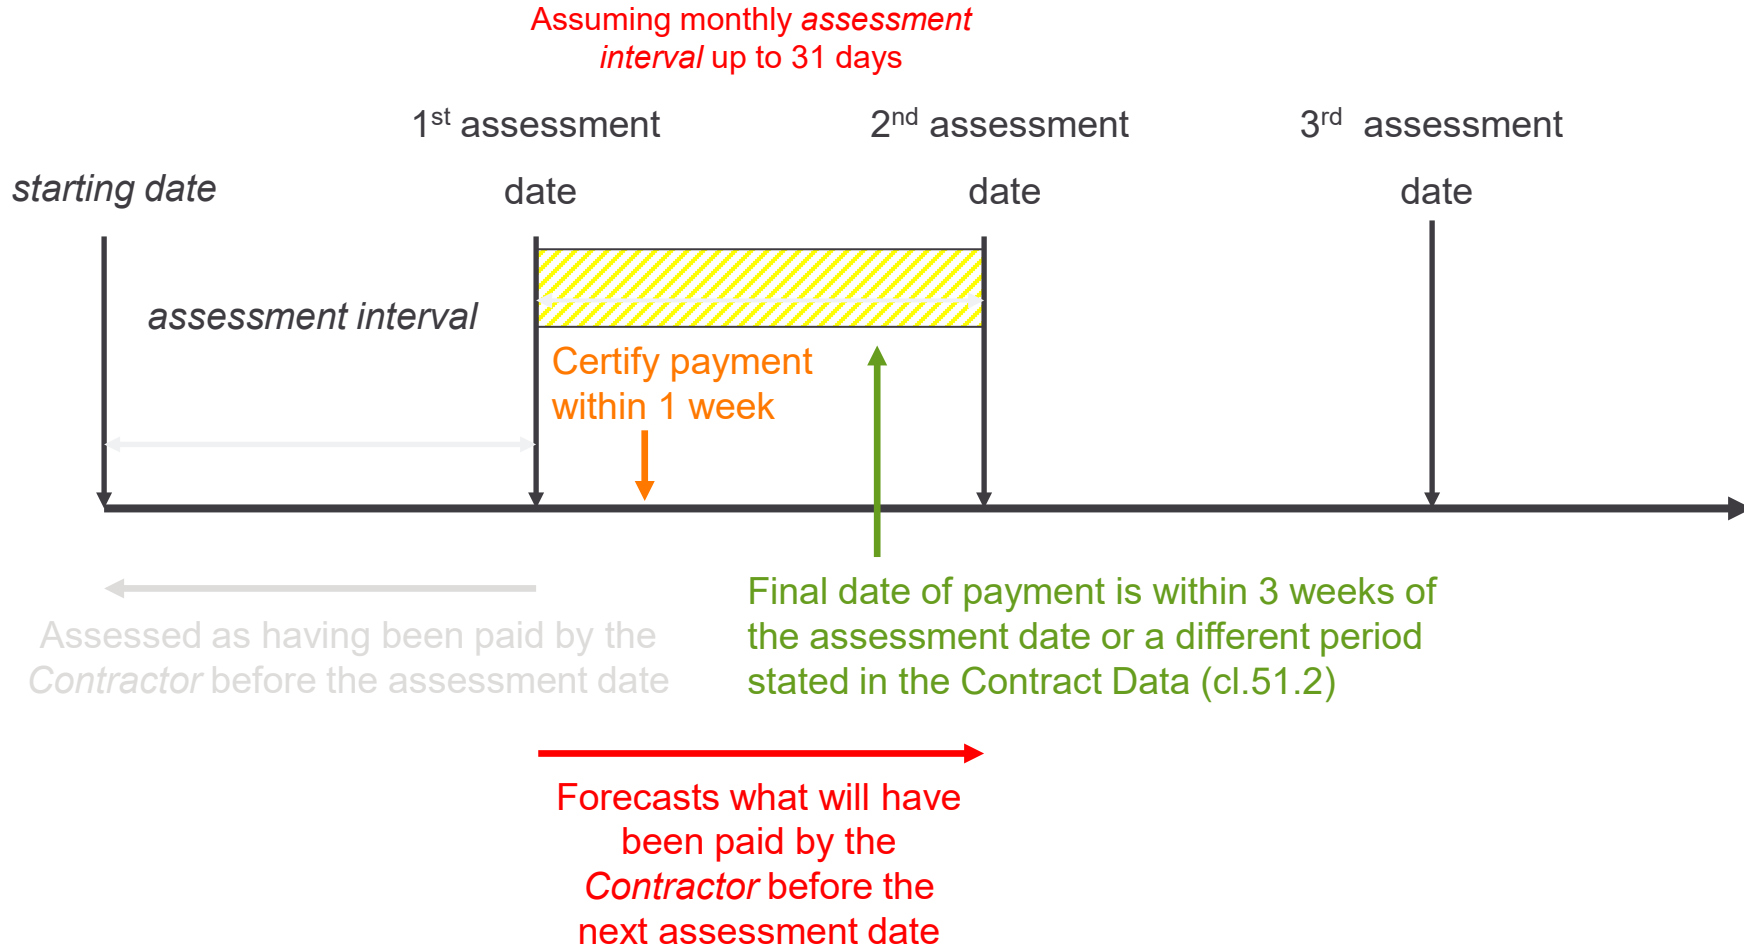 Assuming monthly assessment
interval up to 31 days
1st assessment
date
2nd assessment
date
3rd assessment
date
starting date
assessment interval
Certify payment
within 1 week
Assessed as having been paid by the
Contractor before the assessment date
Final date of payment is within 3 weeks of
the assessment date or a different period
stated in the Contract Data (cl.51.2)
Forecasts what will have
been paid by the
Contractor before the
next assessment date